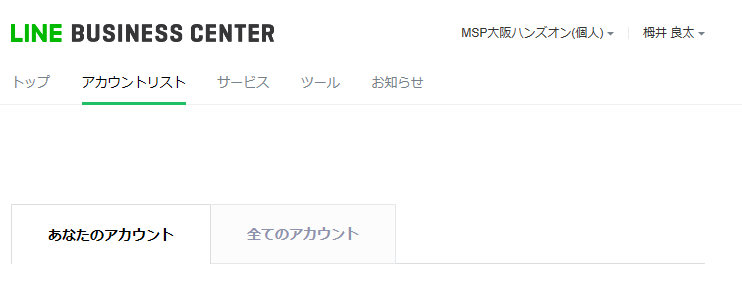 LINE BUSINESS CENTER
MSP大阪ハンズオン(個人) 栂井 良太
トップ アカウントリスト サービス ツール お知らせ
あなたのアカウント 全てのアカウント